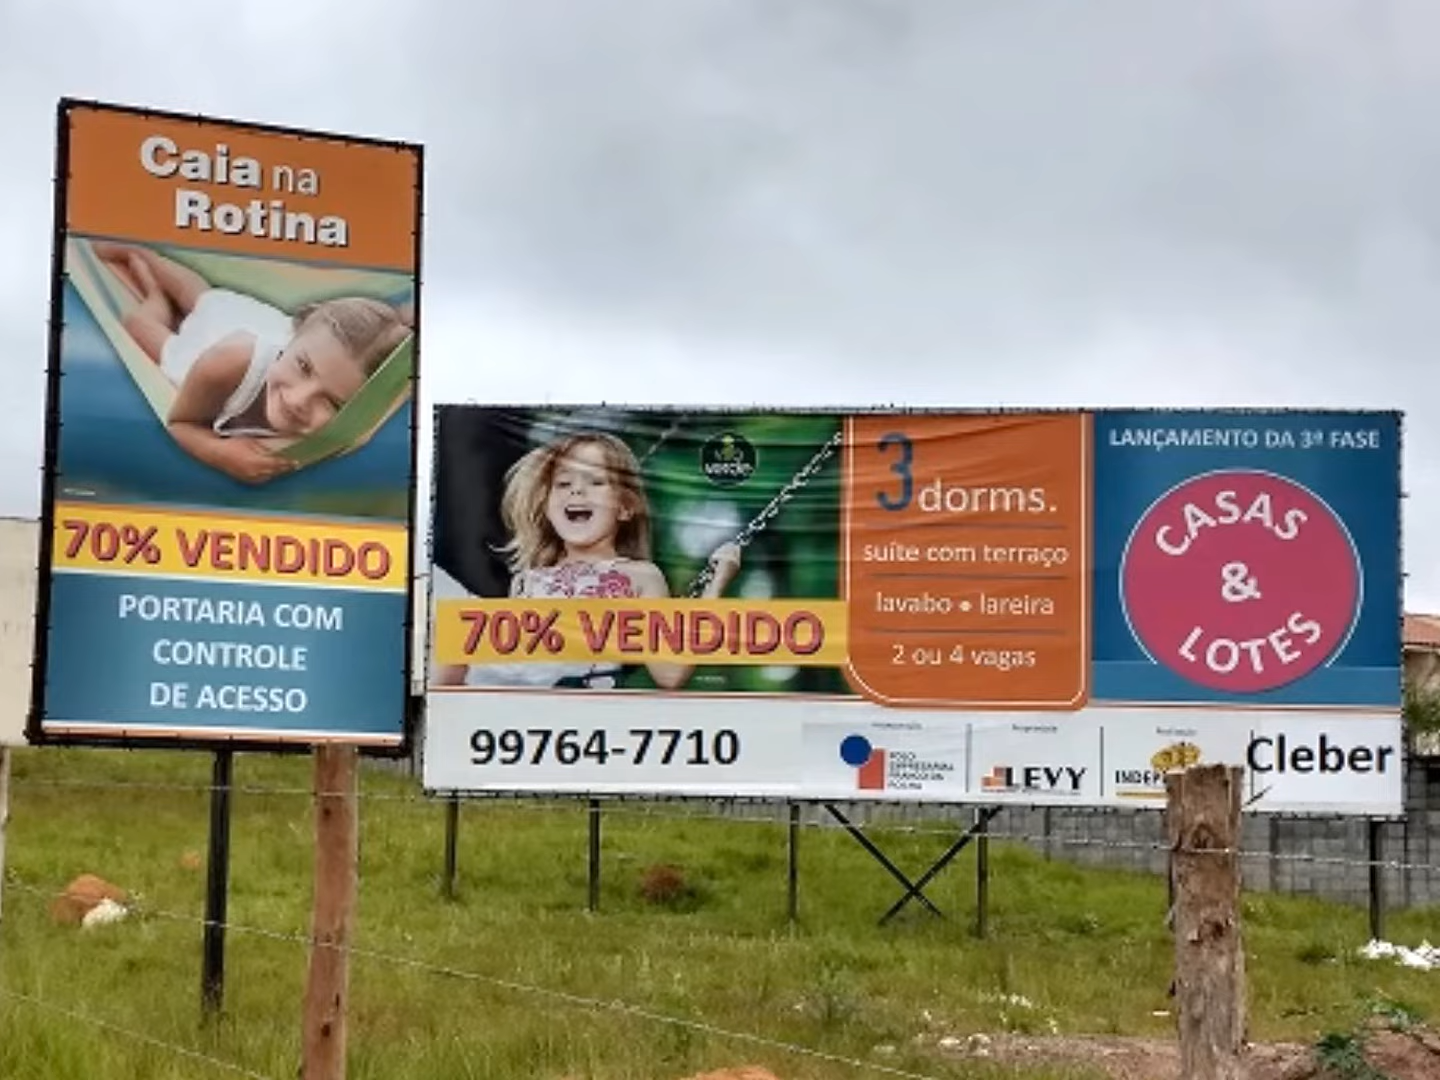 Caia na
Rotina
70% VENDIDO
PORTARIA COM
CONTROLE
DE ACESSO
verde
70% VENDIDO
3 dorms.
suíte com terraço
lavabo • lareira
2 ou 4 vagas
LANÇAMENTO DA 3ª FASE
CASAS
&
LOTES
99764-7710
LEVY
Cleber